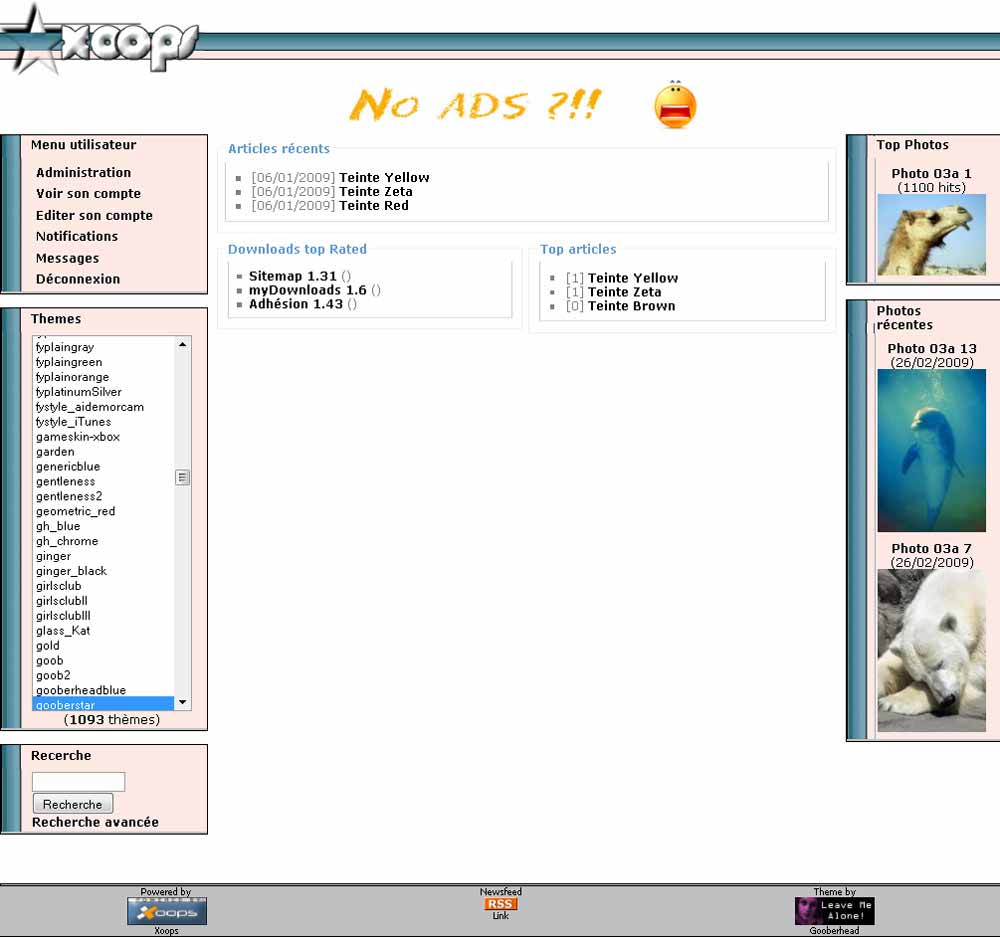 xoops
No ADS ?!!
Menu utilisateur
Administration
Voir son compte
Editer son compte
Notifications
Messages
Déconnexion
Themes
fyplaingray
fyplaingreen
fyplainorange
fyplatinumSilver
fystyle_aidemorcam
fystyle_iTunes
gameskin-xbox
garden
genericblue
gentleness
gentleness2
geometric_red
gh_blue
gh_chrome
ginger
ginger_black
girlsclub
girlsclubII
girlsclubIII
glass_Kat
gold
goob
goob2
gooberheadblue
gooberstar
(1093 thèmes)
Recerche
Recherche
Recherche avancée
Articles récents
[06/01/2009] Teinte Yellow
[06/01/2009] Teinte Zeta
[06/01/2009] Teinte Red
Downloads top Rated
Sitemap 1.31 ()
myDownloads 1.6 ()
Adhésion 1.43 ()
Top articles
[1] Teinte Yellow
[1] Teinte Zeta
[0] Teinte Brown
Top Photos
Photo 03a 1
(1100 hits)
Photos
récentes
Photo 03a 13
(26/02/2009)
Photo 03a 7
(26/02/2009)
Powered by
POWERED BY
Xoops
Xoops
Newsfeed
RSS
Link
Theme by
Leave Me
Alone!
Gooberhead